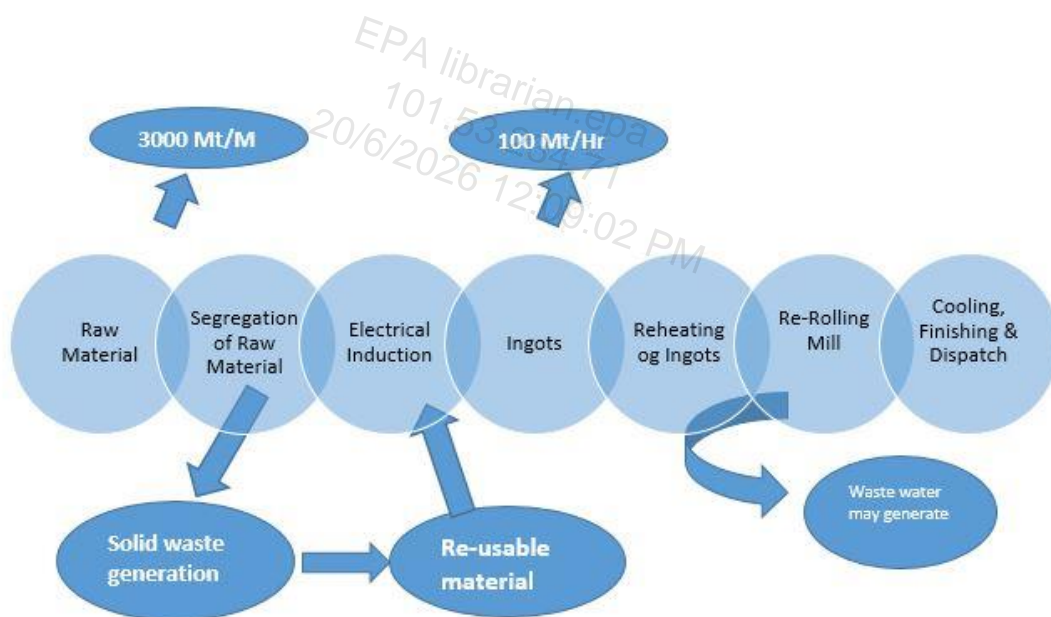 EPA librarian.epa
101.53.234.71
20/6/2026 12:09:02 PM
3000 Mt/M
100 Mt/Hr
Raw
Material
Segregation
of Raw
Material
Electrical
Induction
Ingots
Reheating
og Ingots
Re-Rolling
Mill
Cooling,
Finishing &
Dispatch
Solid waste
generation
Re-usable
material
Waste water
may generate